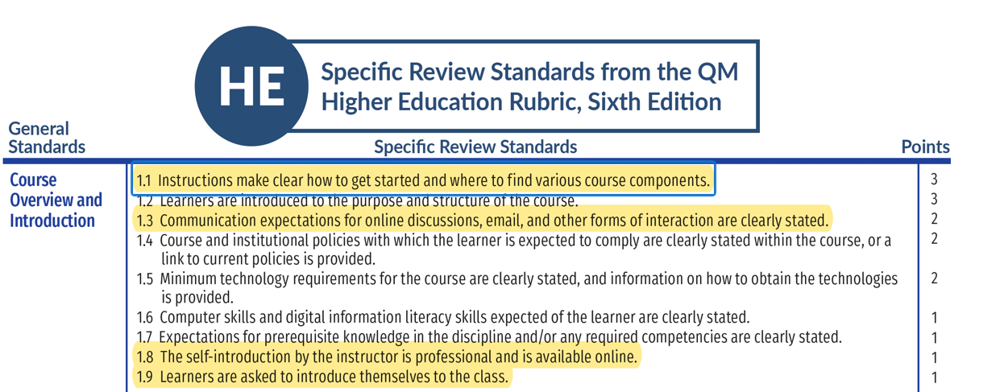 HE
Specific Review Standards from the QM
Higher Education Rubric, Sixth Edition
General
Standards
Specific Review Standards
Points
Course
Overview and
Introduction
1.1 Instructions make clear how to get started and where to find various course components. 3
1.2 Learners are introduced to the purpose and structure of the course. 3
1.3 Communication expectations for online discussions, email, and other forms of interaction are clearly stated. 2
1.4 Course and institutional policies with which the learner is expected to comply are clearly stated within the course, or a 2
link to current policies is provided.
1.5 Minimum technology requirements for the course are clearly stated, and information on how to obtain the technologies 2
is provided.
1.6 Computer skills and digital information literacy skills expected of the learner are clearly stated. 1
1.7 Expectations for prerequisite knowledge in the discipline and/or any required competencies are clearly stated. 1
1.8 The self-introduction by the instructor is professional and is available online. 1
1.9 Learners are asked to introduce themselves to the class. 1